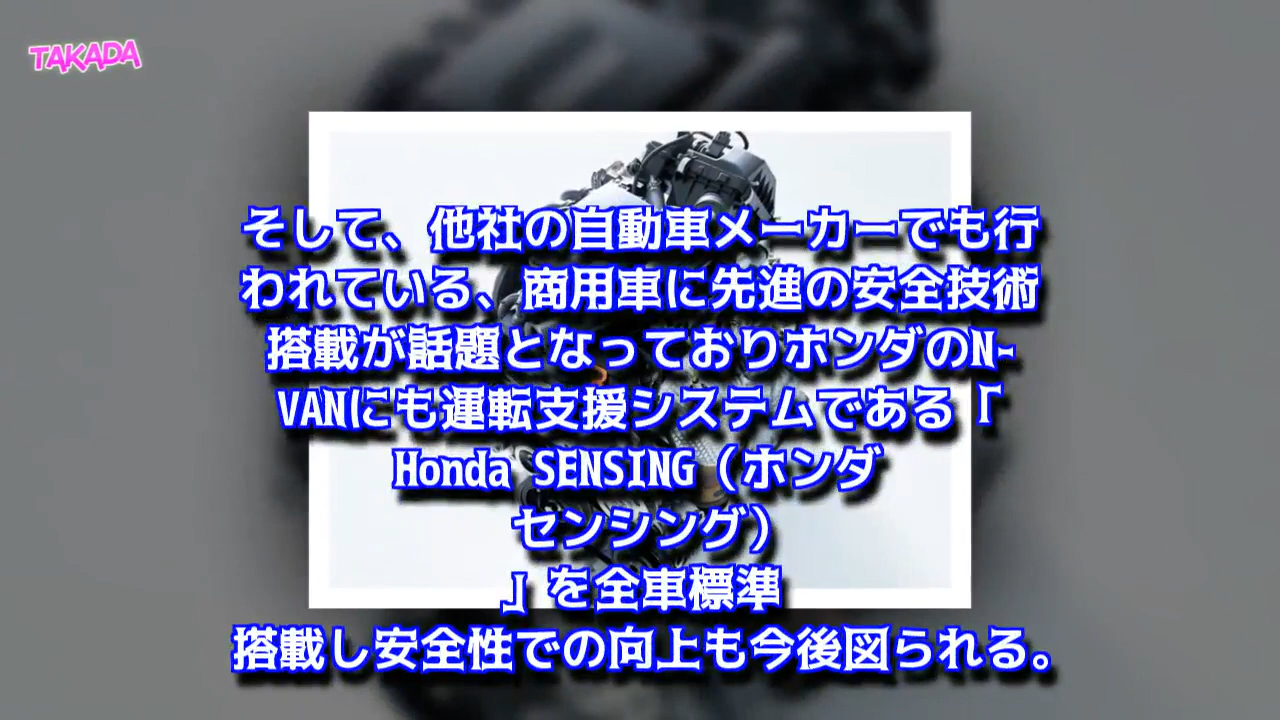 TAKADA
そして、他社の自動車メーカーでも行
われている、商用車に先進の安全技術
搭載が話題となっておりホンダのN-
VANにも運転支援システムである「
Honda SENSING（ホンダ
センシング）
」を全車標準
搭載し安全性での向上も今後図られる。